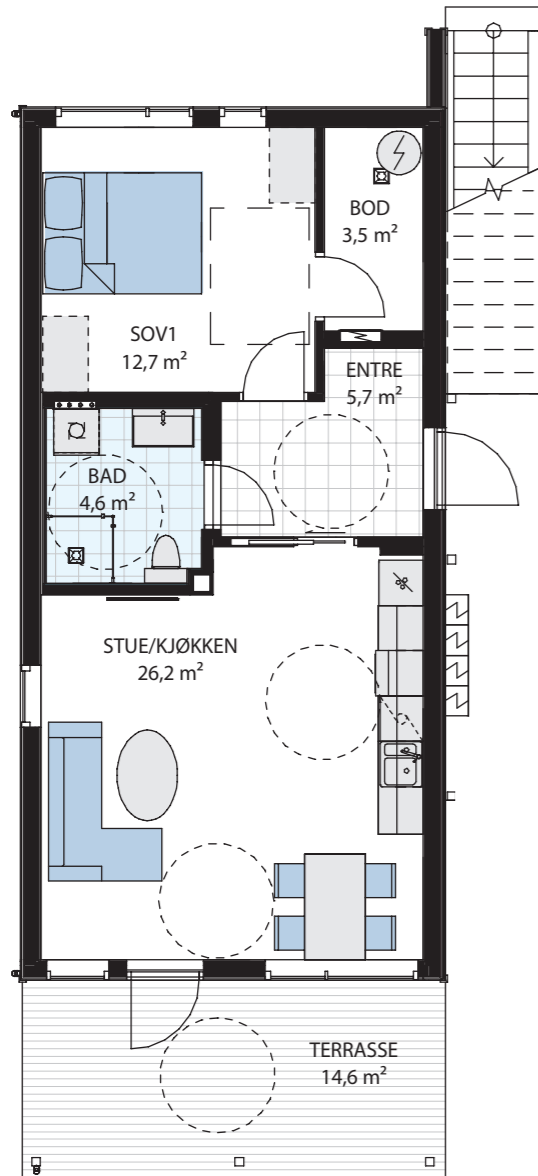 BOD
3,5 m²
SOV1
12,7 m²
ENTRE
5,7 m²
BAD
4,6 m²
STUE/KJØKKEN
26,2 m²
TERRASSE
14,6 m²